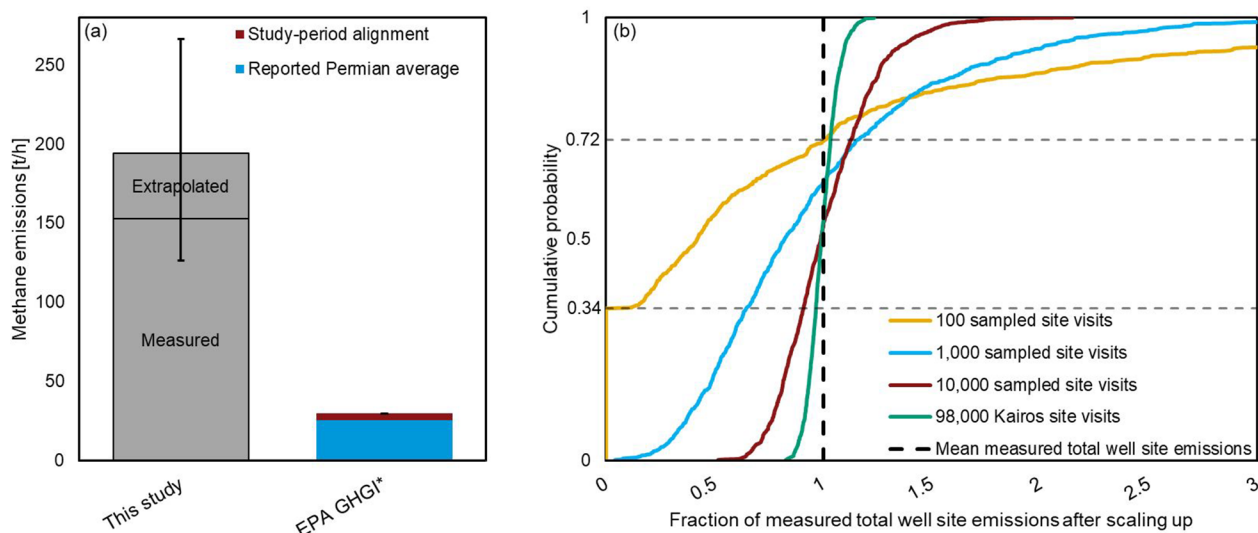 (a)
Study-period alignment
Reported Permian average
Methane emissions [t/h]
250
200
150
100
50
0
Extrapolated
Measured
This study
EPA GHGI*
(b)
Cumulative probability
1
0.72
0.5
0.34
0
100 sampled site visits
1,000 sampled site visits
10,000 sampled site visits
98,000 Kairos site visits
Mean measured total well site emissions
0
0.5
1
1.5
2
2.5
3
Fraction of measured total well site emissions after scaling up